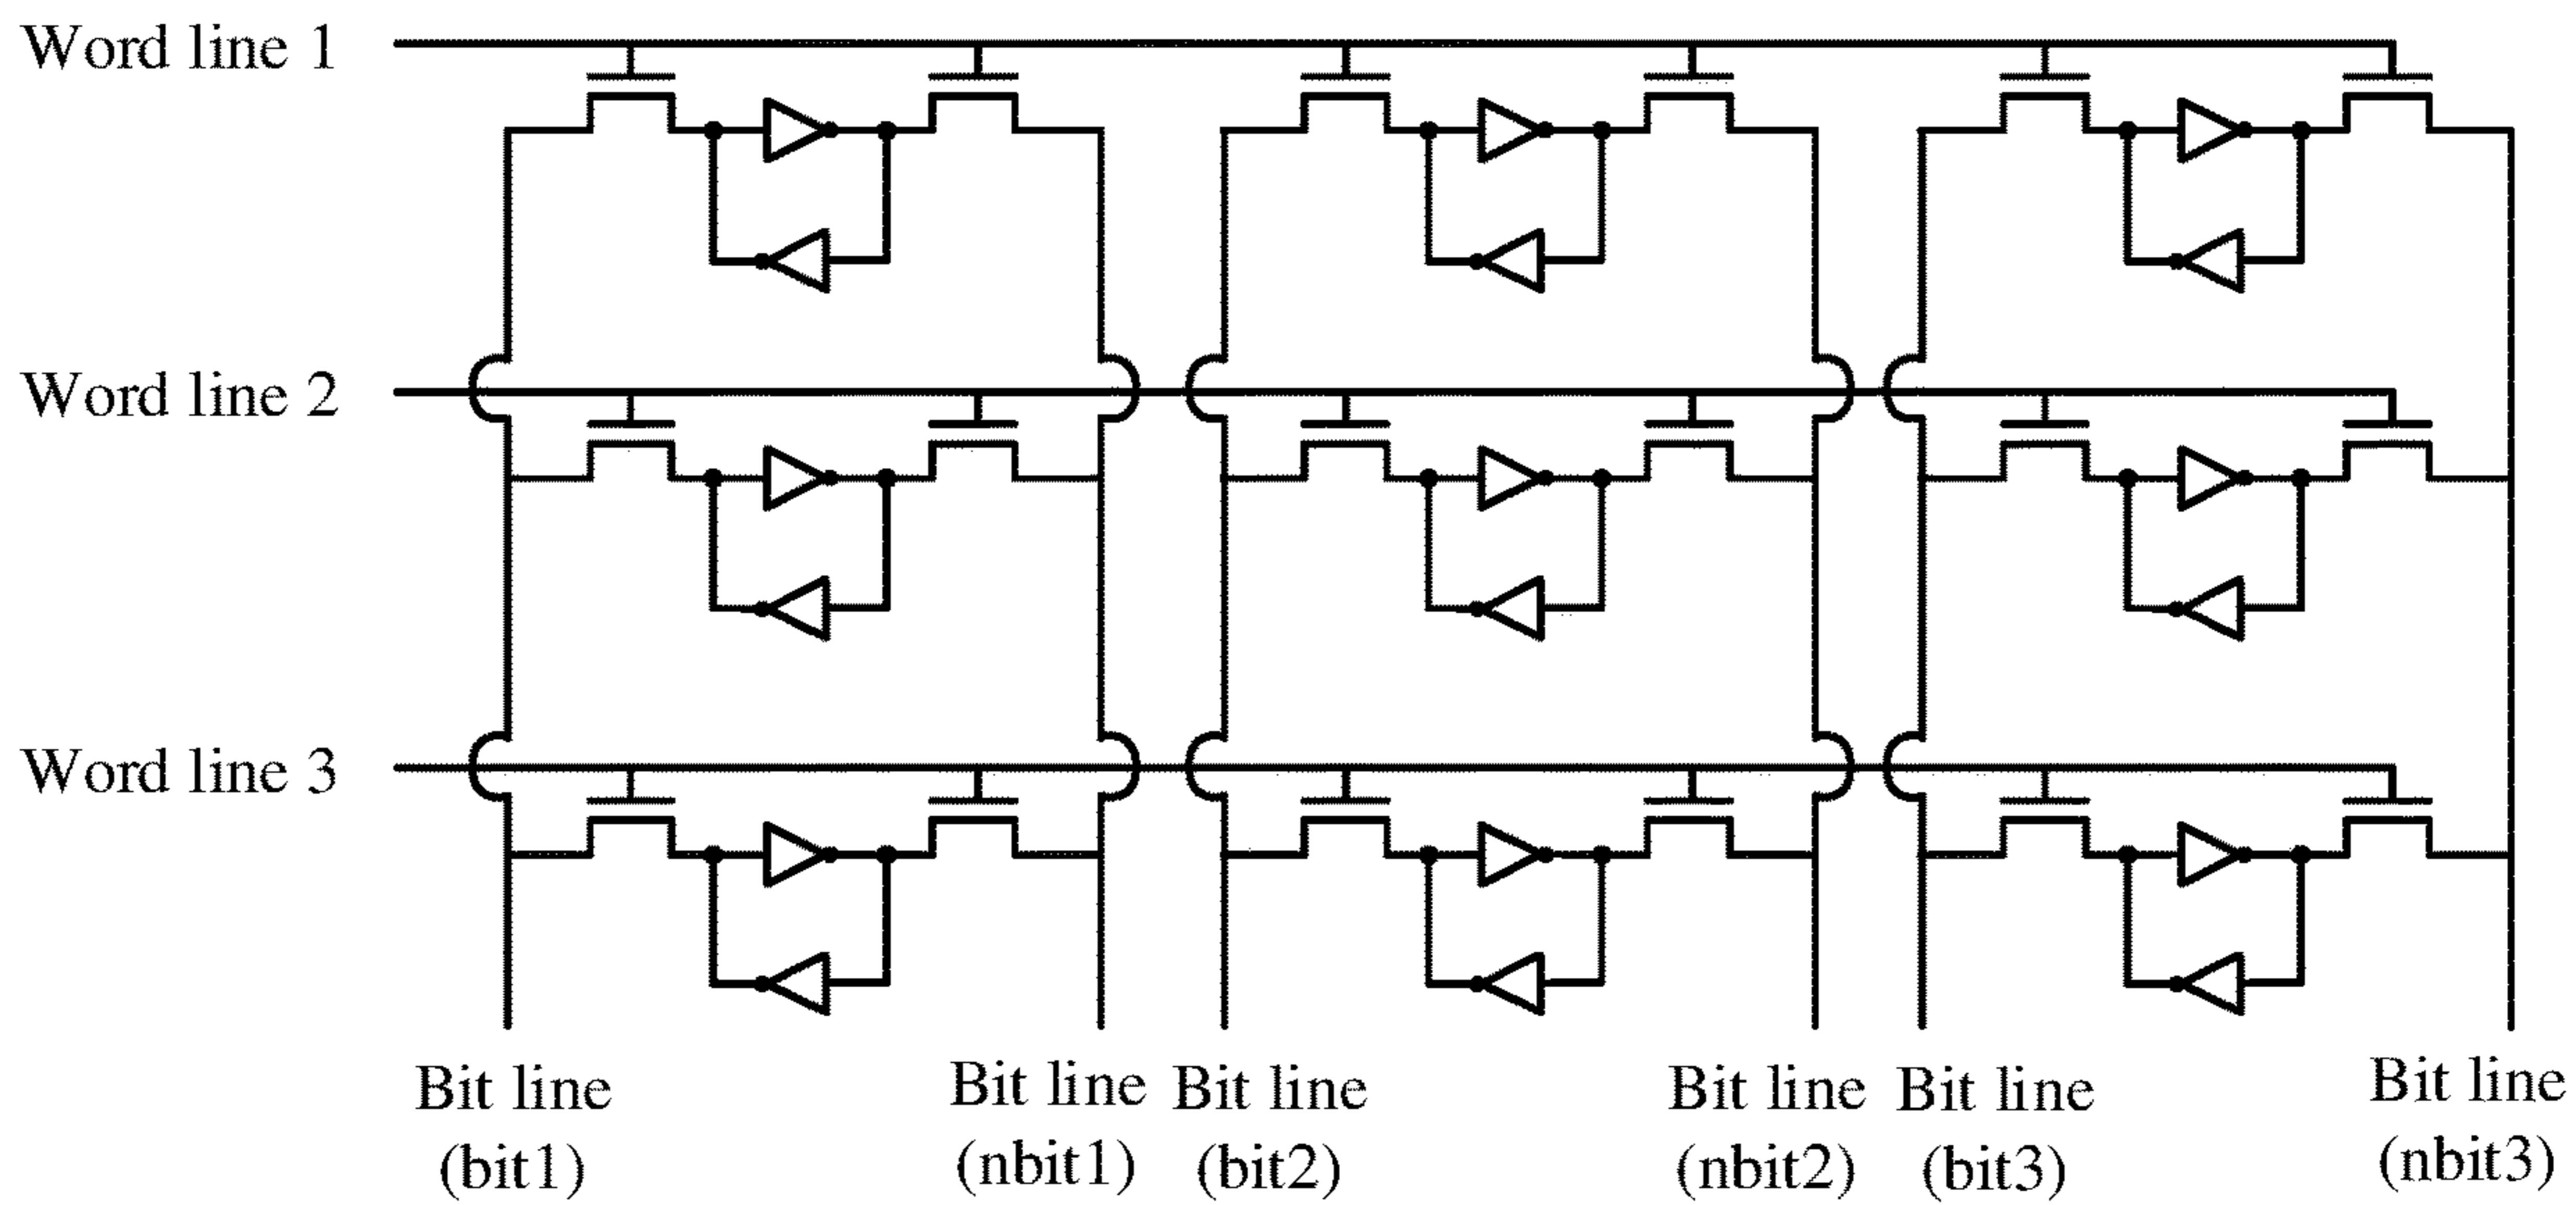 Word line 1
Word line 2
Word line 3
Bit line
(bit1)
Bit line
(nbit1)
Bit line
(bit2)
Bit line
(nbit2)
Bit line
(bit3)
Bit line
(nbit3)